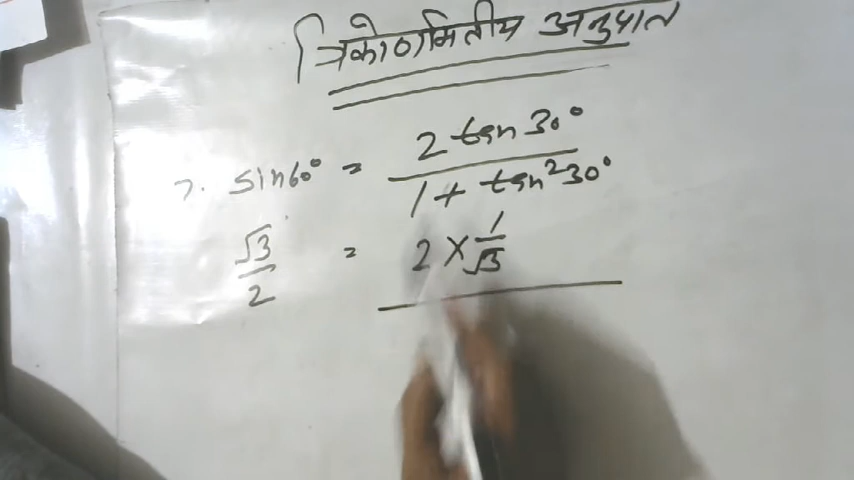 त्रिकोणमितीय अनुपात
7. sin60° = 2 tan 30° / 1 + tan²30°
√3/2 = 2 × 1/√3